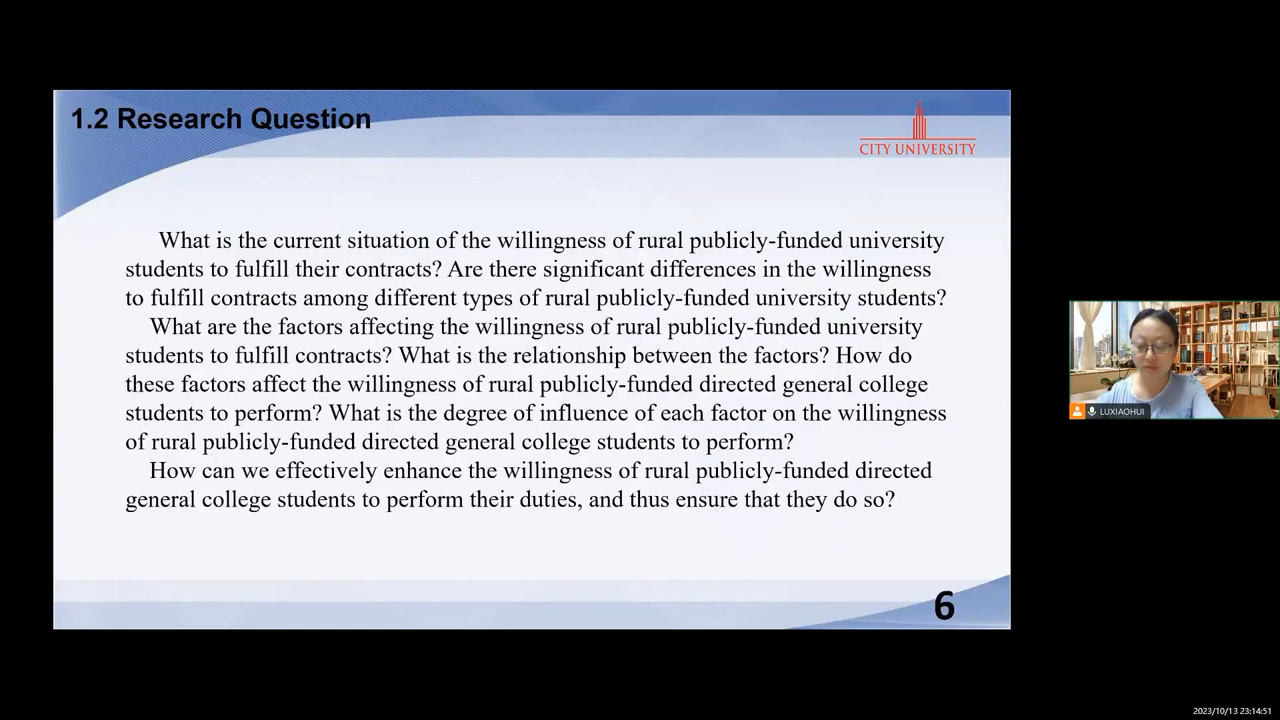 1.2 Research Question
CITY UNIVERSITY
What is the current situation of the willingness of rural publicly-funded university
students to fulfill their contracts? Are there significant differences in the willingness
to fulfill contracts among different types of rural publicly-funded university students?
What are the factors affecting the willingness of rural publicly-funded university
students to fulfill contracts? What is the relationship between the factors? How do
these factors affect the willingness of rural publicly-funded directed general college
students to perform? What is the degree of influence of each factor on the willingness
of rural publicly-funded directed general college students to perform?
How can we effectively enhance the willingness of rural publicly-funded directed
general college students to perform their duties, and thus ensure that they do so?
6
LUXIAOHUI
2023/10/13 23:14:51